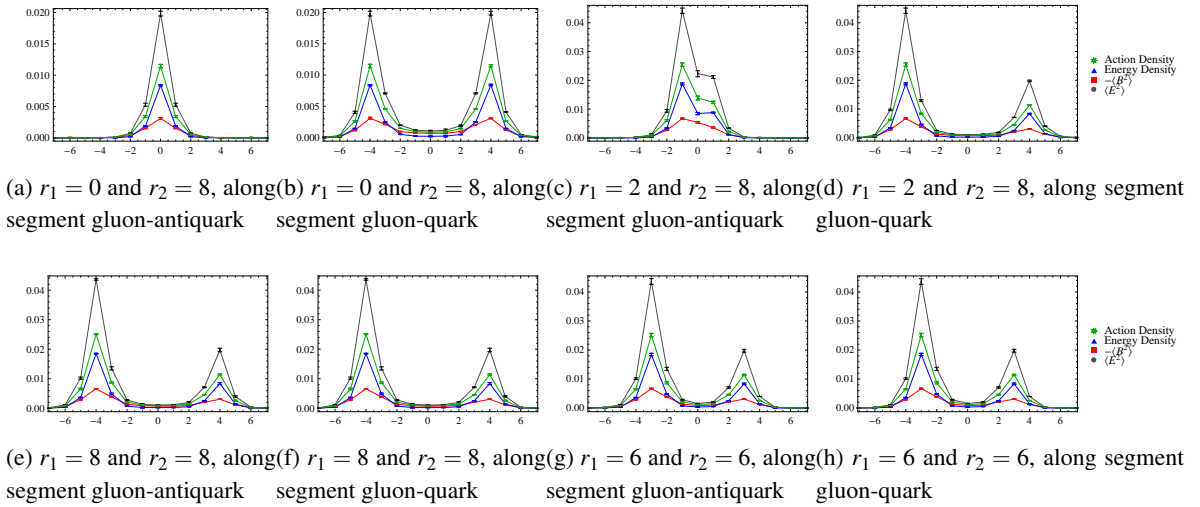 0.020
0.015
0.010
0.005
0.000
−6 −4 −2 0 2 4 6
0.020
0.015
0.010
0.005
0.000
−6 −4 −2 0 2 4 6
0.04
0.03
0.02
0.01
0.00
−6 −4 −2 0 2 4 6
0.04
0.03
0.02
0.01
0.00
−6 −4 −2 0 2 4 6
Action Density
Energy Density
−⟨B²⟩
⟨E²⟩
(a) r₁ = 0 and r₂ = 8, along
segment gluon-antiquark
(b) r₁ = 0 and r₂ = 8, along
segment gluon-quark
(c) r₁ = 2 and r₂ = 8, along
segment gluon-antiquark
(d) r₁ = 2 and r₂ = 8, along segment
gluon-quark
0.04
0.03
0.02
0.01
0.00
−6 −4 −2 0 2 4 6
0.04
0.03
0.02
0.01
0.00
−6 −4 −2 0 2 4 6
0.04
0.03
0.02
0.01
0.00
−6 −4 −2 0 2 4 6
0.04
0.03
0.02
0.01
0.00
−6 −4 −2 0 2 4 6
Action Density
Energy Density
−⟨B²⟩
⟨E²⟩
(e) r₁ = 8 and r₂ = 8, along
segment gluon-antiquark
(f) r₁ = 8 and r₂ = 8, along
segment gluon-quark
(g) r₁ = 6 and r₂ = 6, along
segment gluon-antiquark
(h) r₁ = 6 and r₂ = 6, along segment
gluon-quark